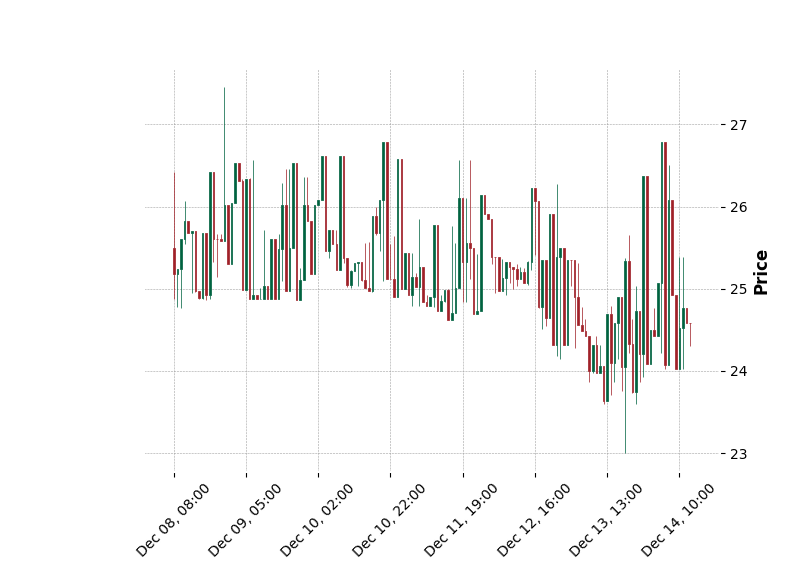 27
26
25
24
23
Price
Dec 08, 08:00
Dec 09, 05:00
Dec 10, 02:00
Dec 10, 22:00
Dec 11, 19:00
Dec 12, 16:00
Dec 13, 13:00
Dec 14, 10:00